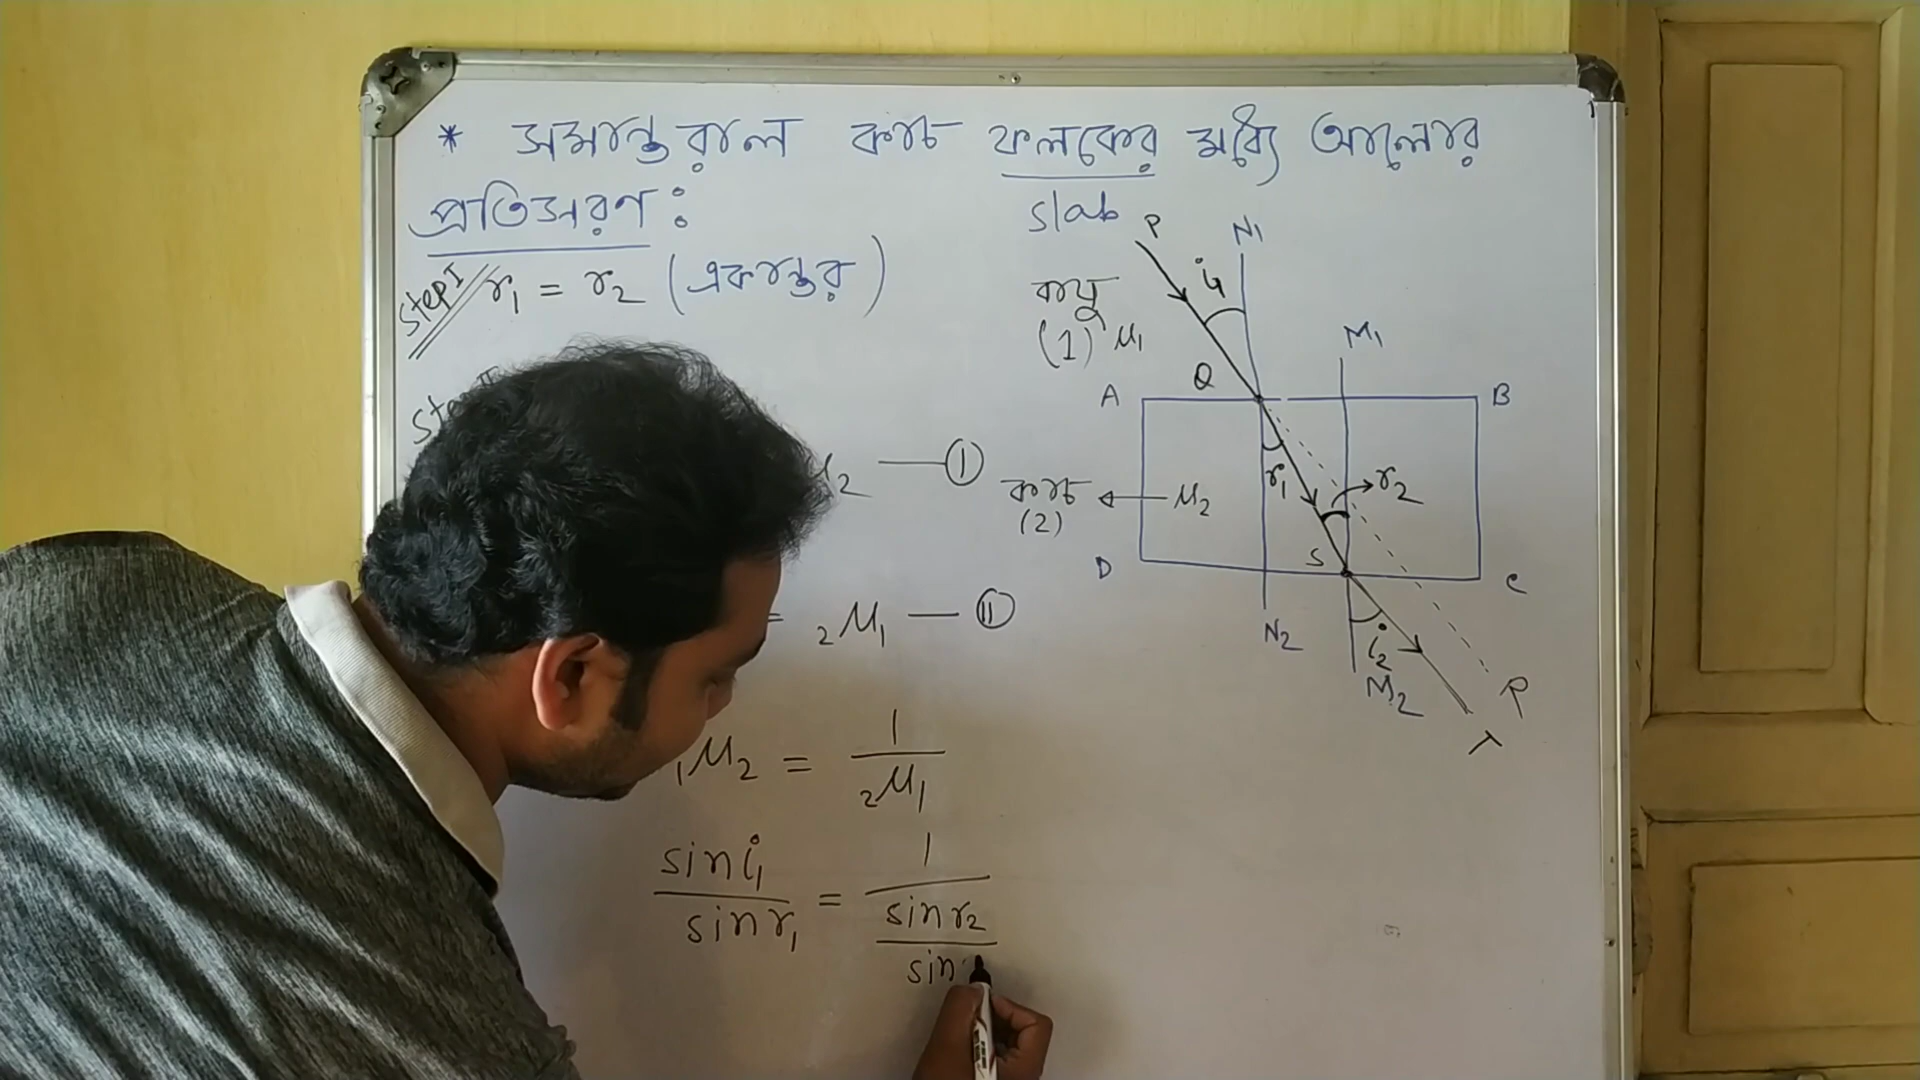 * সমান্তরাল কাচ ফলকের মধ্যে আলোর
প্রতিসরণ :
slab
Step I r₁ = r₂ (একান্তর)
μ₂ —— Ⓘ
= ₂μ₁ — Ⓘⓘ
₁μ₂ = 1 / ₂μ₁
sin i₁ / sin r₁ = 1 / (sin r₂ / sin
P
N₁
i₁
বায়ু
(1) μ₁
M₁
Q
A
B
r₁
r₂
কাচ
(2)
μ₂
S
D
C
N₂
i₂
M₂
R
T